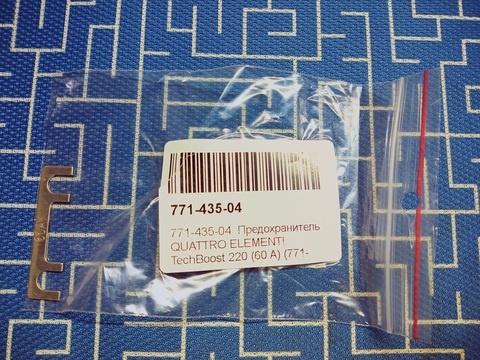 771-435-04
771-435-04 Предохранитель
QUATTRO ELEMENTI
TechBoost 220 (60 A) (771-